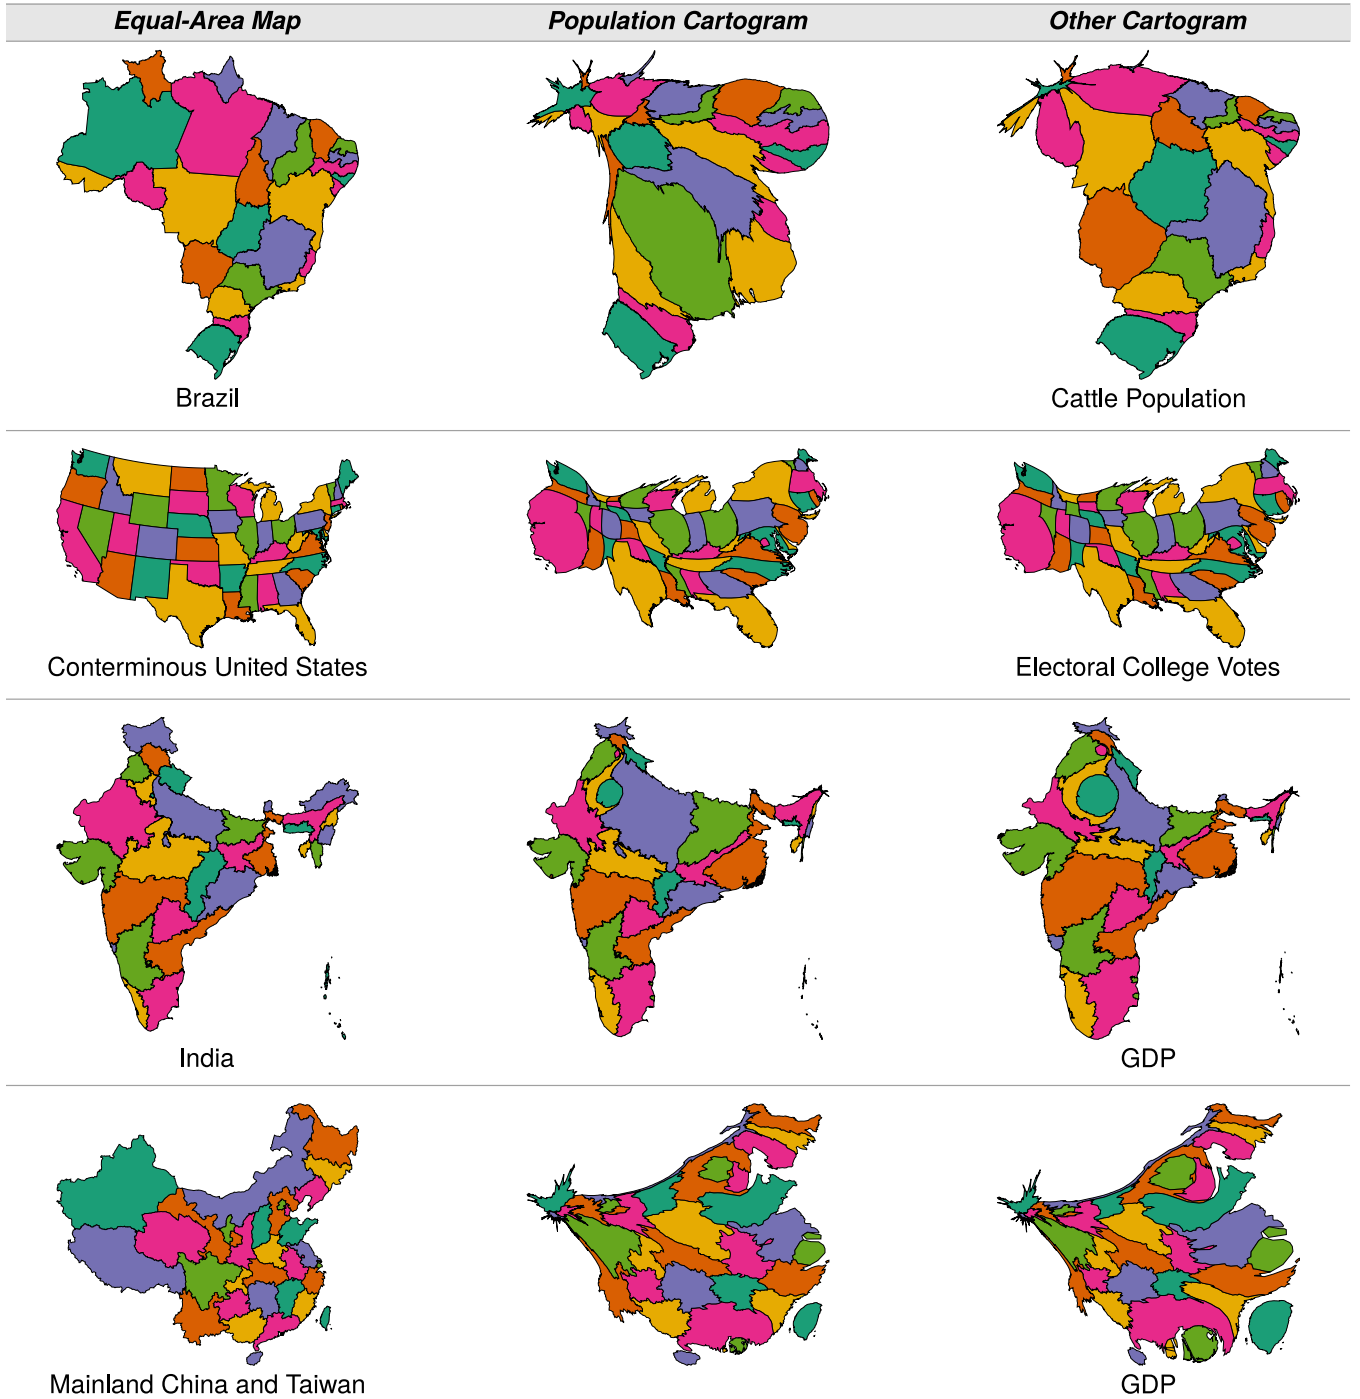 Equal-Area Map Population Cartogram Other Cartogram
Brazil Cattle Population
Conterminous United States Electoral College Votes
India GDP
Mainland China and Taiwan GDP